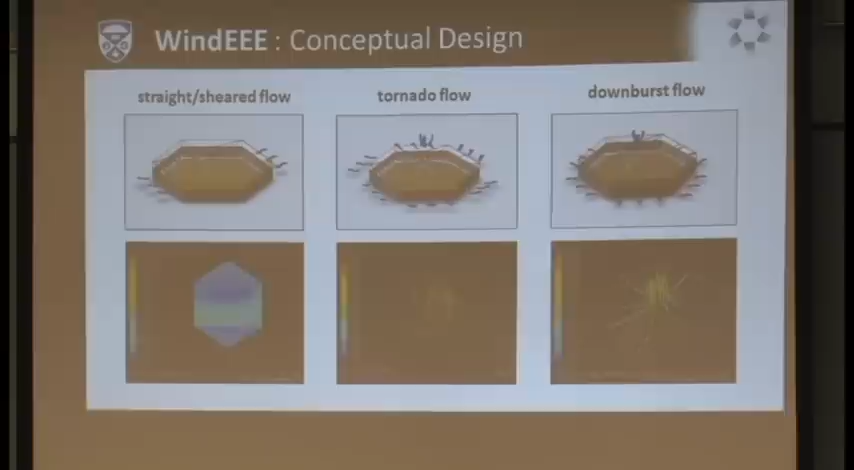 WindEEE : Conceptual Design
straight/sheared flow
tornado flow
downburst flow